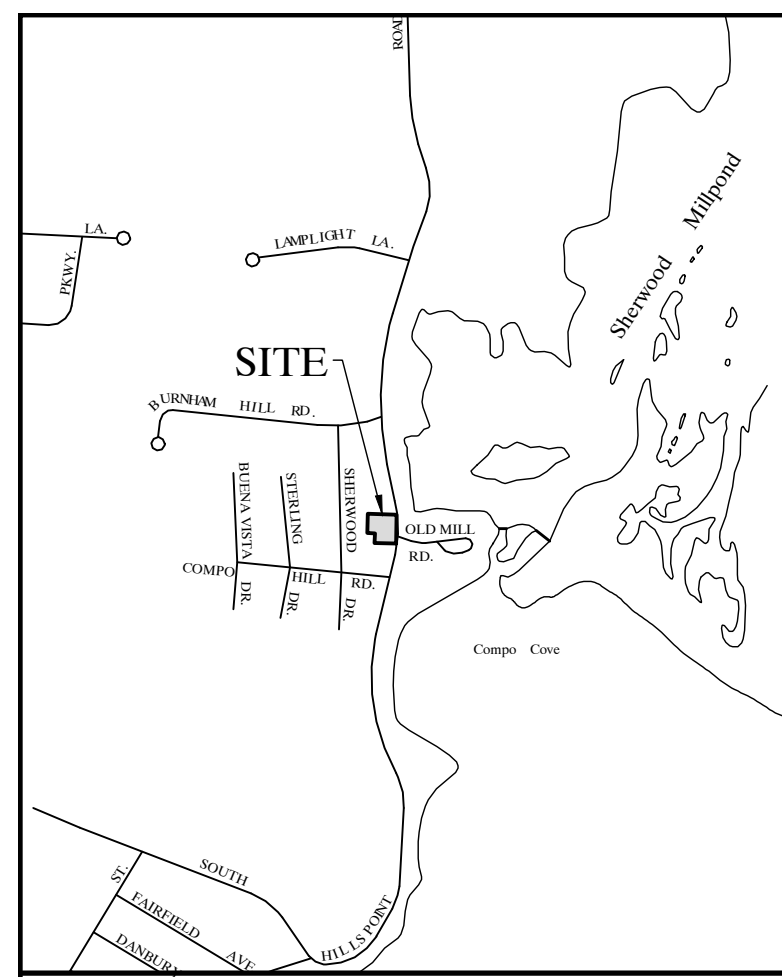 ROAD
Sherwood Millpond
LA.
PKWY.
LAMPLIGHT LA.
SITE
BURNHAM HILL RD.
BUENA VISTA DR.
STERLING DR.
SHERWOOD DR.
OLD MILL RD.
COMPO HILL RD.
Compo Cove
SOUTH
ST.
FAIRFIELD AVE
DANBURY
HILLS POINT